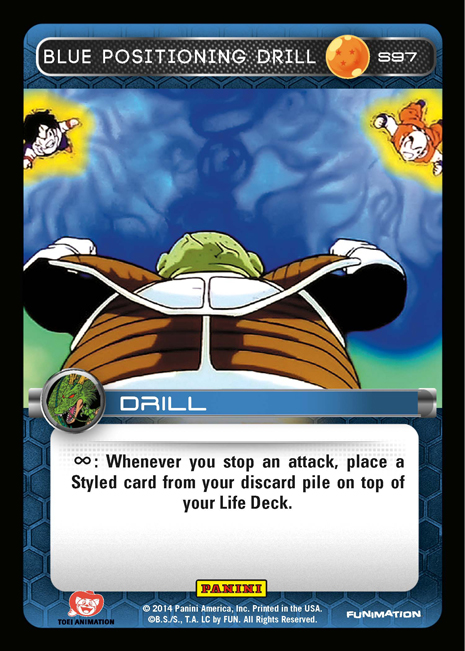 BLUE POSITIONING DRILL S97
DRILL
∞: Whenever you stop an attack, place a
Styled card from your discard pile on top of
your Life Deck.
PANINI
TOEI ANIMATION
© 2014 Panini America, Inc. Printed in the USA.
©B.S./S., T.A. LC by FUN. All Rights Reserved.
FUNIMATION